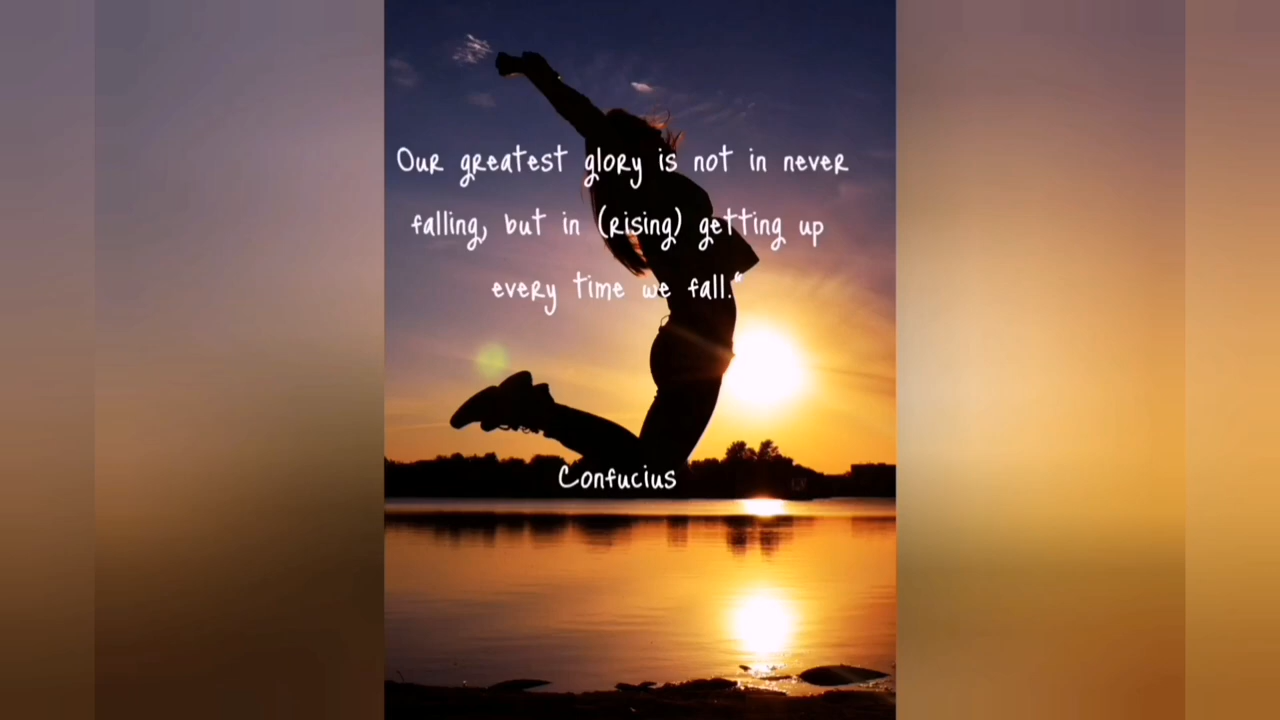 Our greatest glory is not in never
falling, but in (rising) getting up
every time we fall.“
Confucius